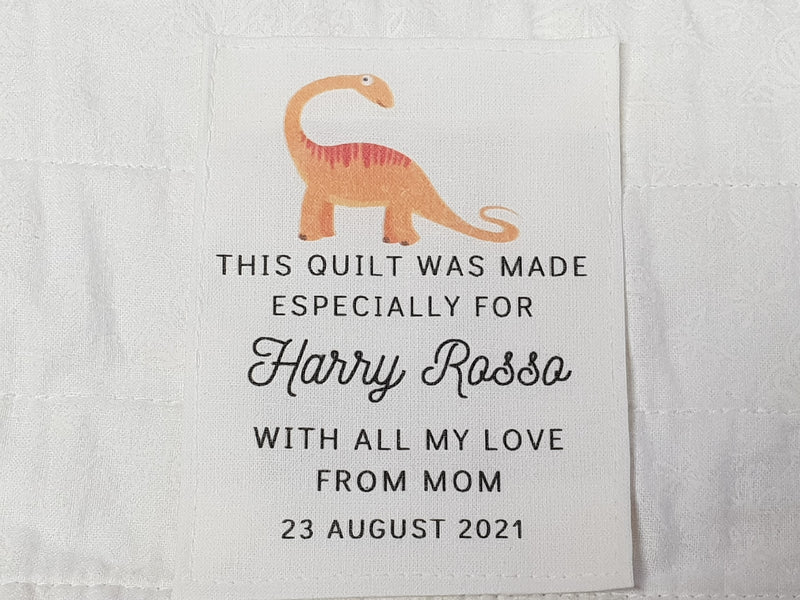 THIS QUILT WAS MADE
ESPECIALLY FOR
Harry Rosso
WITH ALL MY LOVE
FROM MOM
23 AUGUST 2021